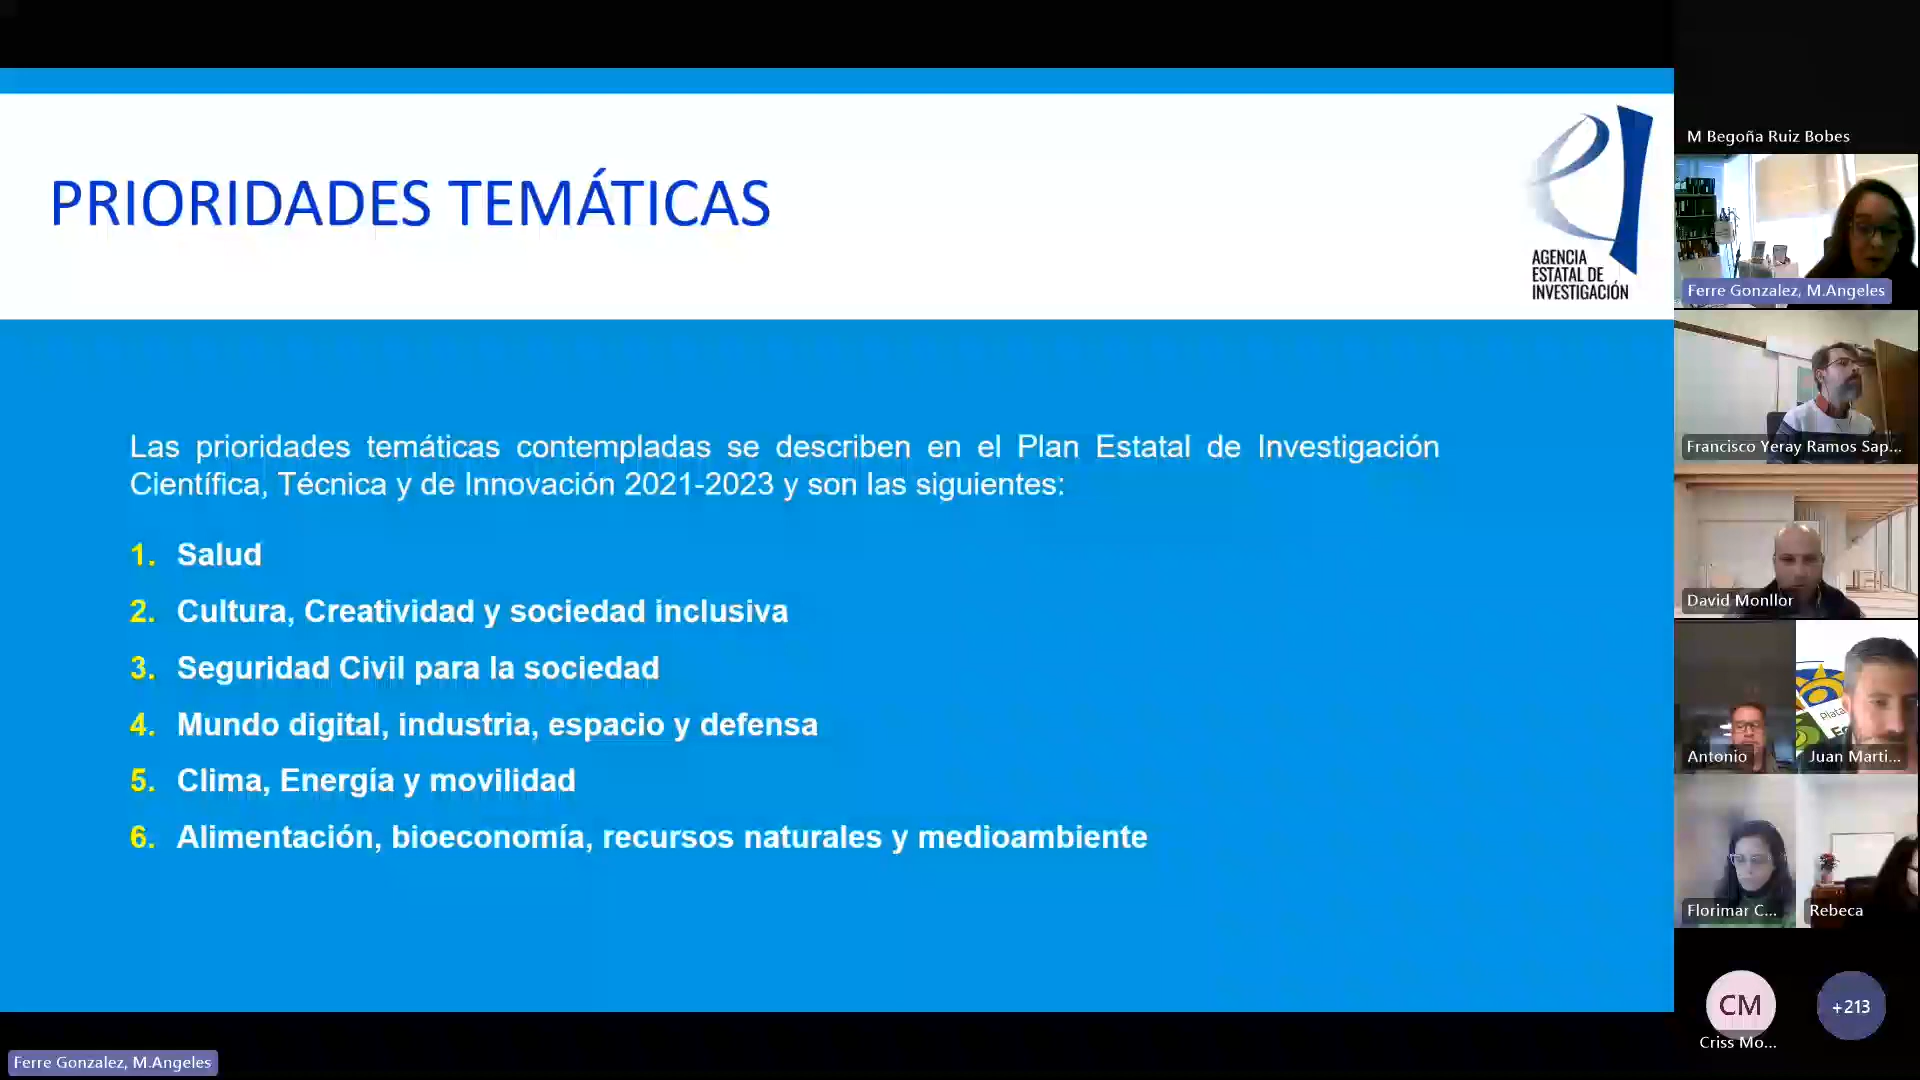 PRIORIDADES TEMÁTICAS
AGENCIA
ESTATAL DE
INVESTIGACIÓN
Las prioridades temáticas contempladas se describen en el Plan Estatal de Investigación
Científica, Técnica y de Innovación 2021-2023 y son las siguientes:
1. Salud
2. Cultura, Creatividad y sociedad inclusiva
3. Seguridad Civil para la sociedad
4. Mundo digital, industria, espacio y defensa
5. Clima, Energía y movilidad
6. Alimentación, bioeconomía, recursos naturales y medioambiente
M Begoña Ruiz Bobes
Ferre Gonzalez, M.Angeles
Francisco Yeray Ramos Sap...
David Monllor
Antonio
Juan Marti...
Florimar C...
Rebeca
CM
+213
Criss Mo...
Ferre Gonzalez, M.Angeles